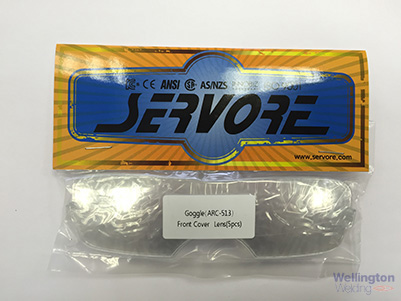 CE ANSI AS/NZS
SERVORE
www.servore.com
Goggle(ARC-513)
Front Cover Lens(5pcs)
Wellington
Welding